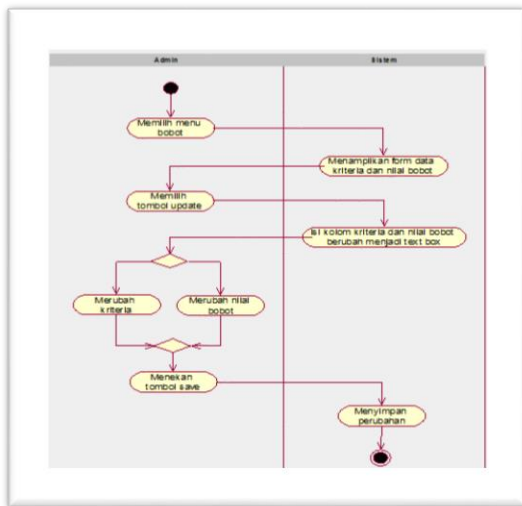 Admin
Sistem
Memilih menu
bobot
Menampilkan form data
kriteria dan nilai bobot
Memilih
tombol update
Isi kolom kriteria dan nilai bobot
berubah menjadi text box
Merubah
kriteria
Merubah nilai
bobot
Menekan
tombol save
Menyimpan
perubahan